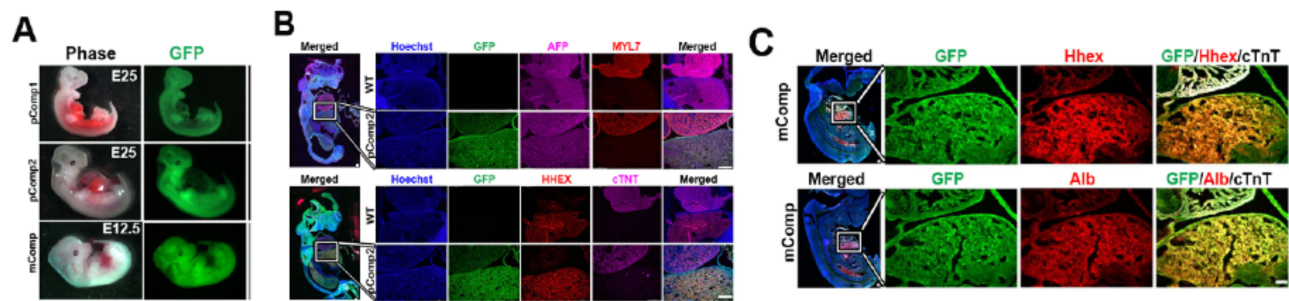 A
Phase GFP
pComp1
E25
pComp2
E25
mComp
E12.5
B
Merged Hoechst GFP AFP MYL7 Merged
WT
pComp2
Hoechst GFP HHEX cTNT Merged
WT
pComp2
C
Merged GFP Hhex GFP/Hhex/cTnT
mComp
Merged GFP Alb GFP/Alb/cTnT
mComp